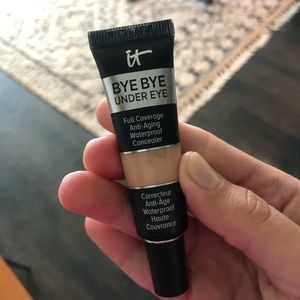 iT
BYE BYE
UNDER EYE
Full Coverage
Anti-Aging
Waterproof
Concealer
Correcteur
Anti-Âge
Waterproof
Haute
Couvrance